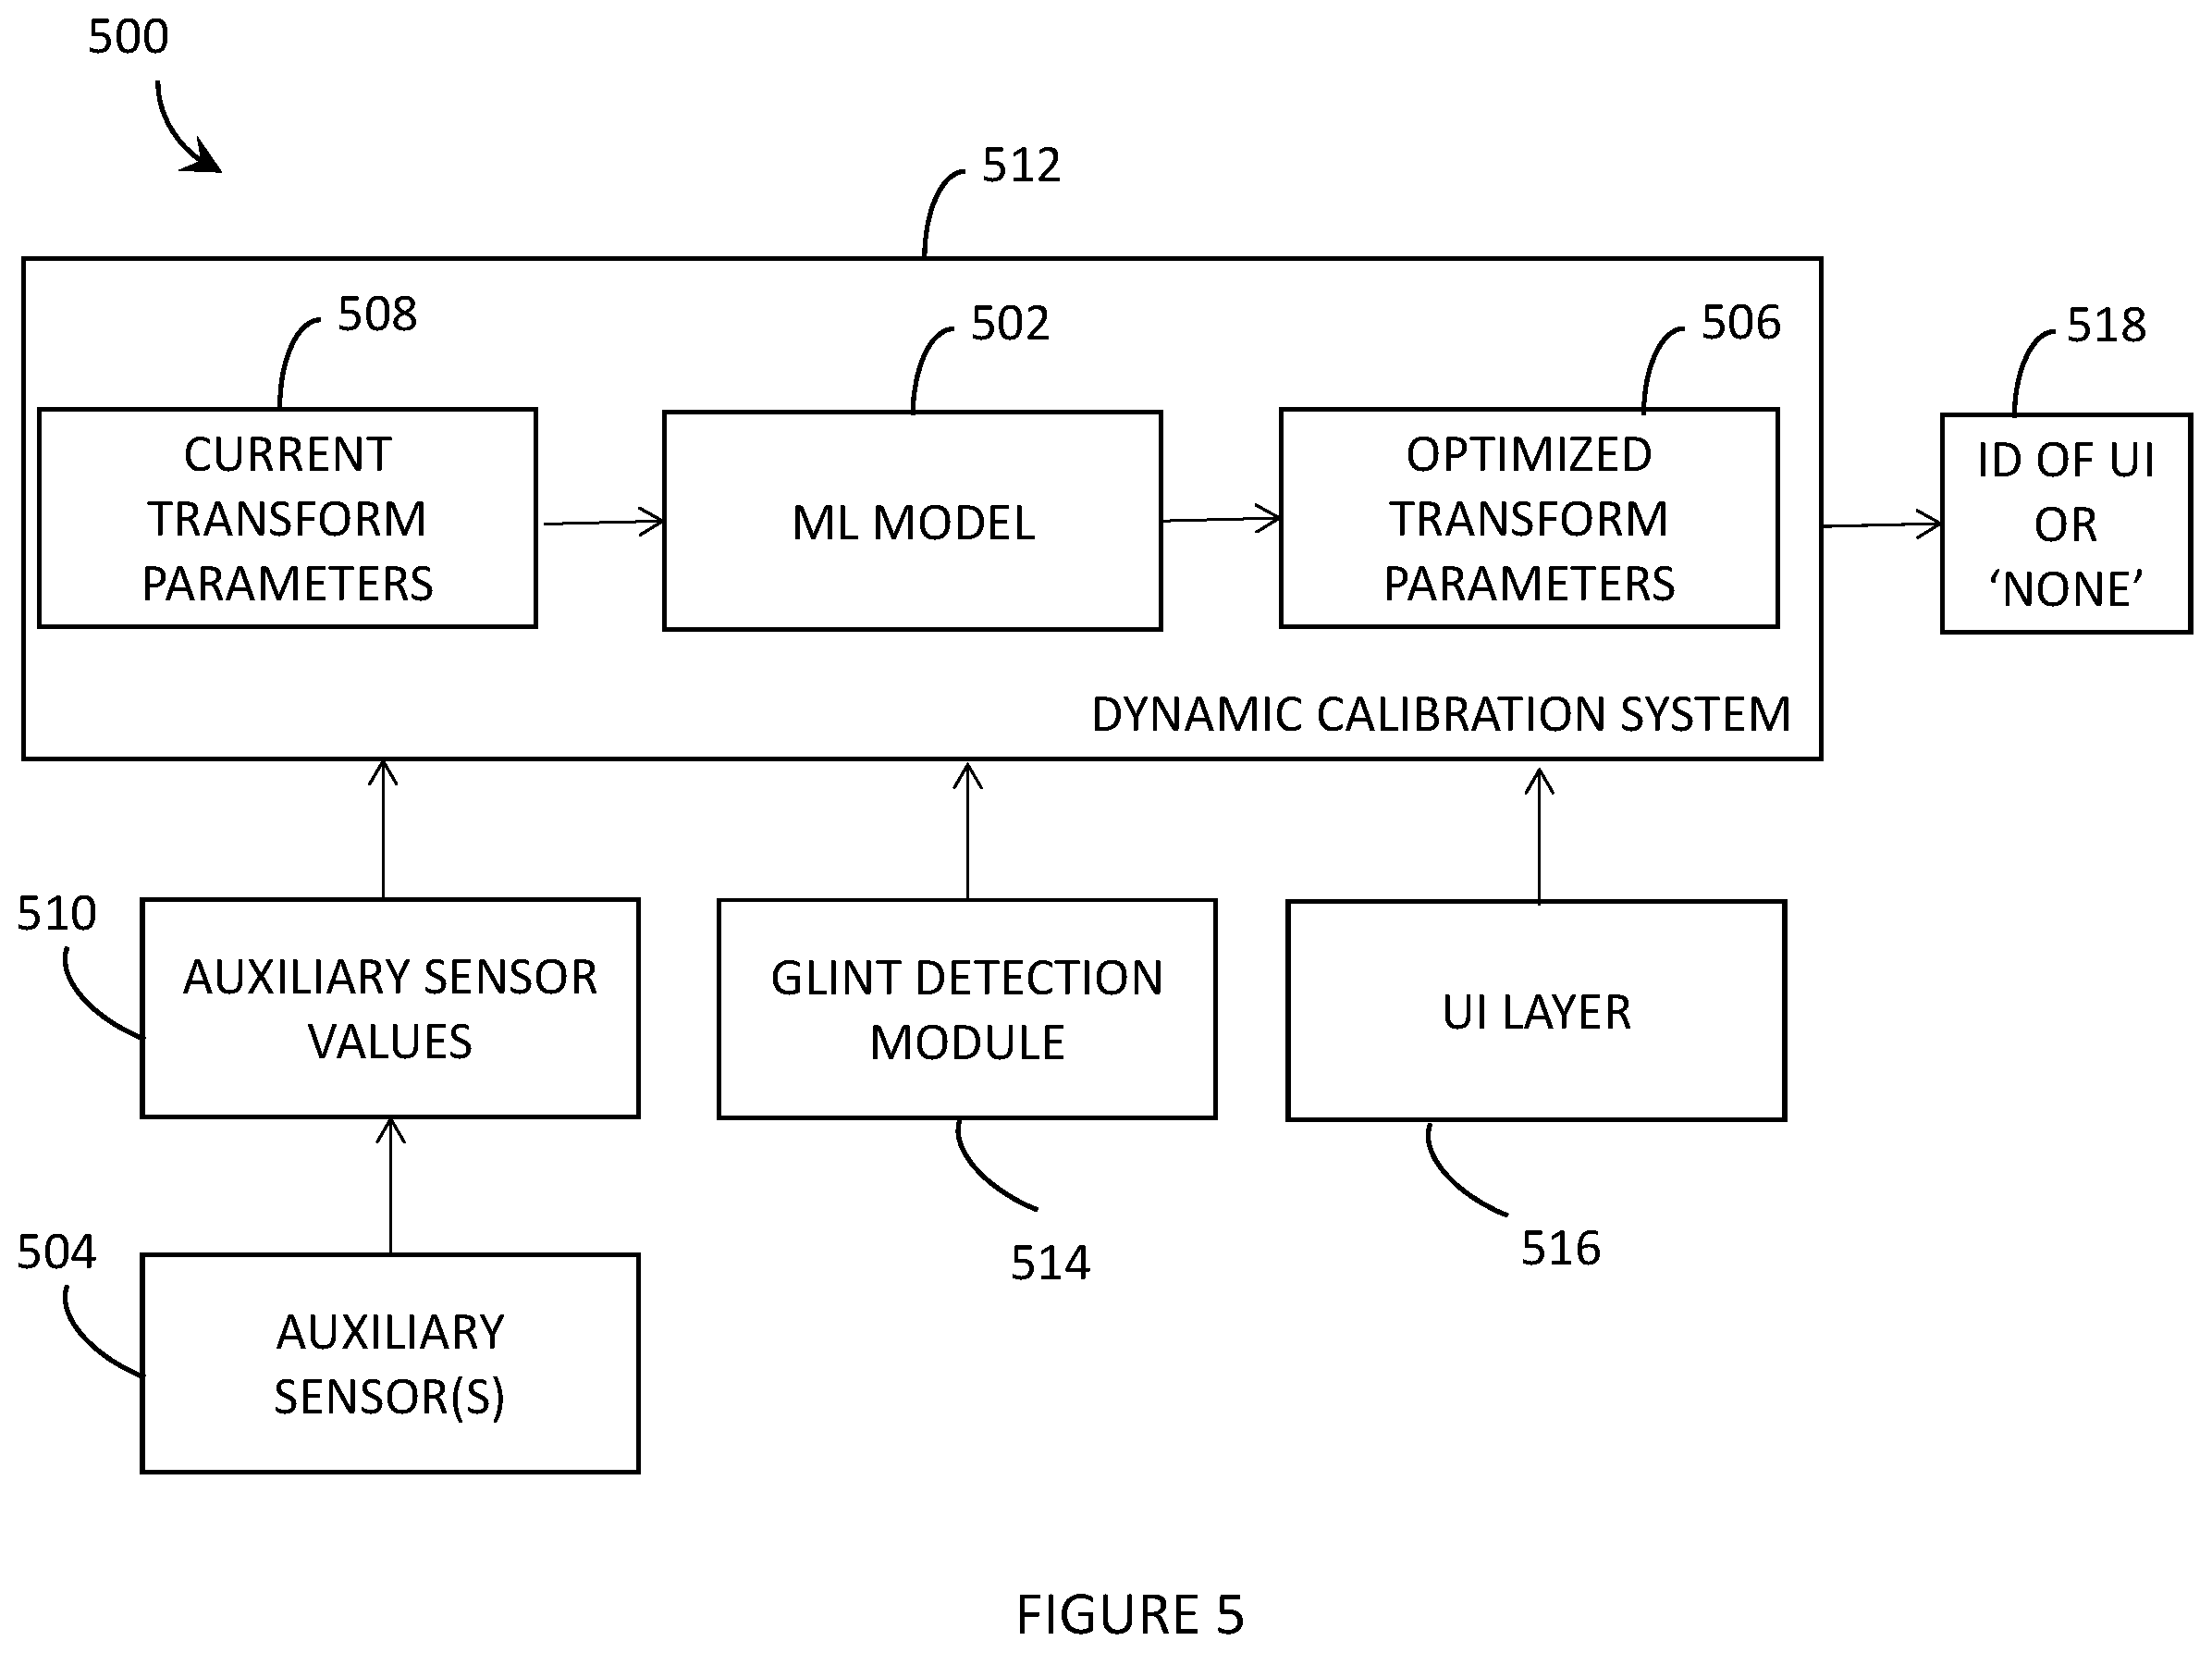 500
512
508
502
506
518
CURRENT
TRANSFORM
PARAMETERS
ML MODEL
OPTIMIZED
TRANSFORM
PARAMETERS
ID OF UI
OR
‘NONE’
DYNAMIC CALIBRATION SYSTEM
510
AUXILIARY SENSOR
VALUES
GLINT DETECTION
MODULE
UI LAYER
504
514
516
AUXILIARY
SENSOR(S)
FIGURE 5